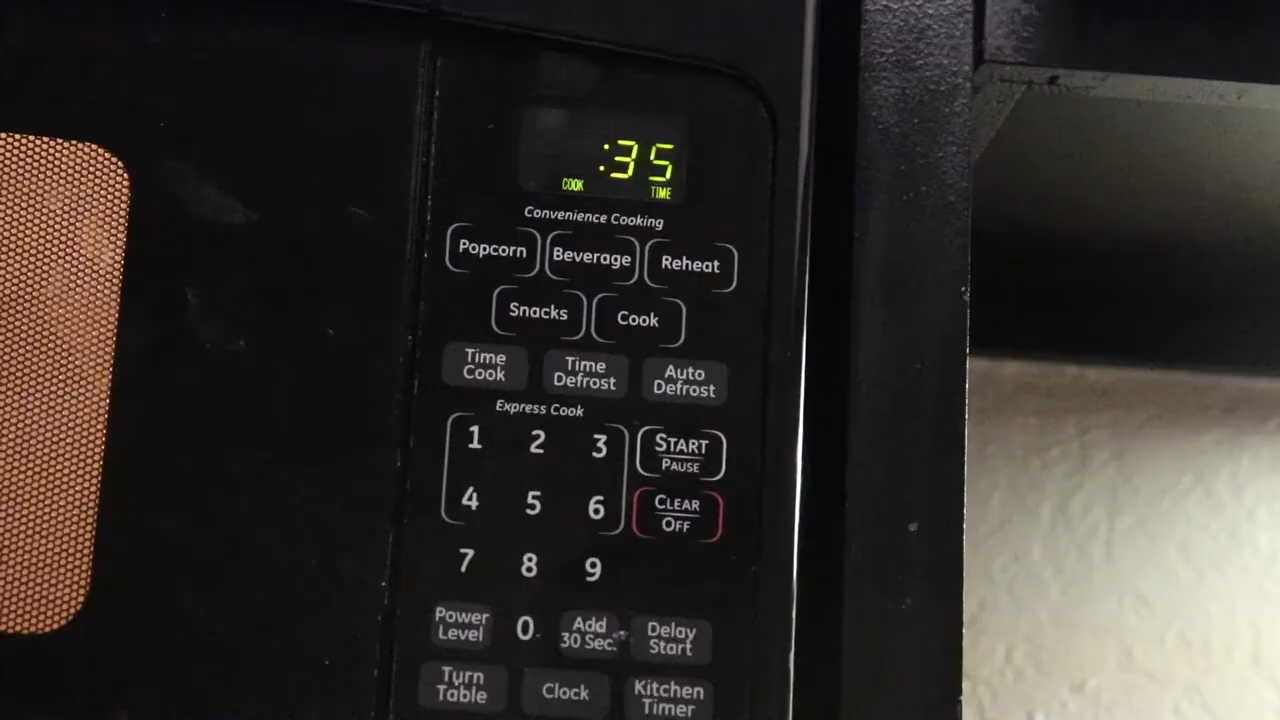 :35
COOK TIME
Convenience Cooking
Popcorn Beverage Reheat
Snacks Cook
Time Cook Time Defrost Auto Defrost
Express Cook
1 2 3 START
PAUSE
4 5 6 CLEAR
OFF
7 8 9
Power Level 0 Add 30 Sec. Delay Start
Turn Table Clock Kitchen Timer